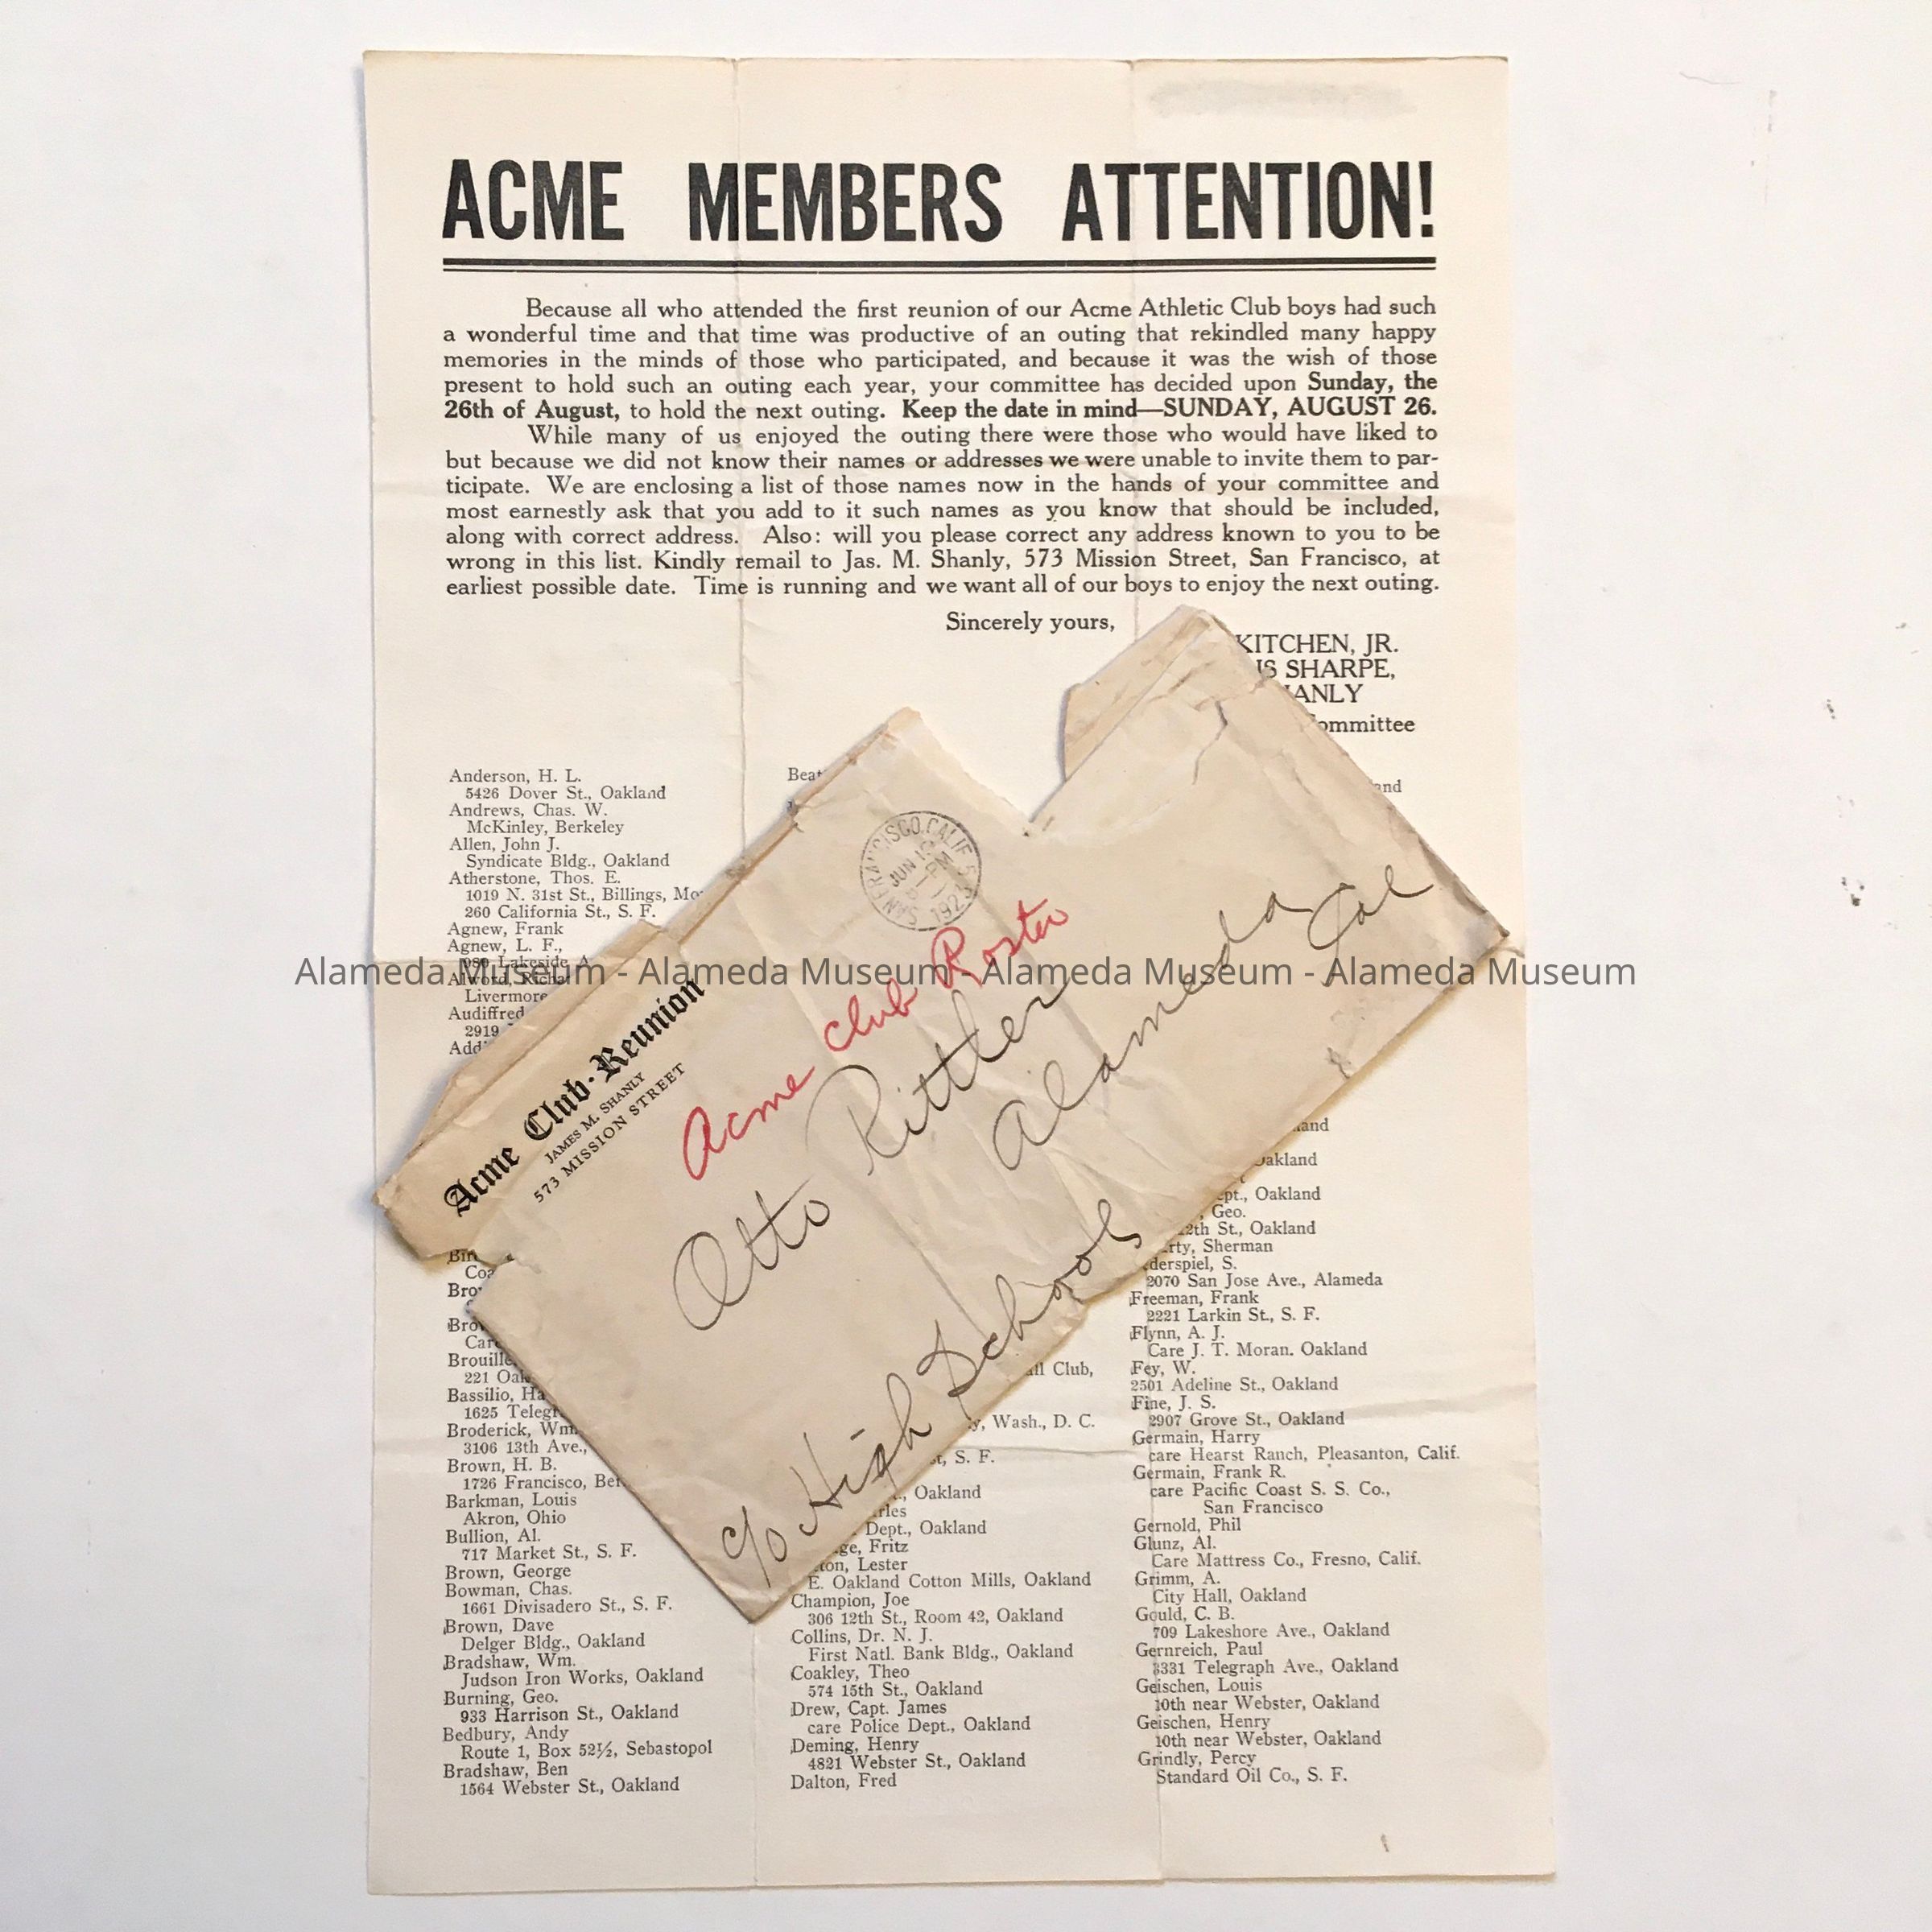 ACME MEMBERS ATTENTION!
Because all who attended the first reunion of our Acme Athletic Club boys had such
a wonderful time and that time was productive of an outing that rekindled many happy
memories in the minds of those who participated, and because it was the wish of those
present to hold such an outing each year, your committee has decided upon Sunday, the
26th of August, to hold the next outing. Keep the date in mind—SUNDAY, AUGUST 26.
While many of us enjoyed the outing there were those who would have liked to
but because we did not know their names or addresses we were unable to invite them to par-
ticipate. We are enclosing a list of those names now in the hands of your committee and
most earnestly ask that you add to it such names as you know that should be included,
along with correct address. Also: will you please correct any address known to you to be
wrong in this list. Kindly remail to Jas. M. Shanly, 573 Mission Street, San Francisco, at
earliest possible date. Time is running and we want all of our boys to enjoy the next outing.
Sincerely yours,
KITCHEN, JR.
SHARPE,
Anderson, H. L.
5426 Dover St., Oakland
Andrews, Chas. W.
McKinley, Berkeley
Allen, John J.
Syndicate Bldg., Oakland
Atherstone, Thos. E.
1019 N. 31st St., Billings,
260 California St., S. F.
Agnew, Frank
Agnew, L. F.,
Lakeside
Livermore
Audiffred
2919
221
Bassilio,
1625
Broderick, Wm.
3106 13th Ave.,
Brown, H. B.
1726 Francisco,
Barkman, Louis
Akron, Ohio
Bullion, Al.
717 Market St., S. F.
Brown, George
Bowman, Chas.
1661 Divisadero St., S. F.
Brown, Dave
Delger Bldg., Oakland
Bradshaw, Wm.
Judson Iron Works, Oakland
Burning, Geo.
933 Harrison St., Oakland
Bedbury, Andy
Route 1, Box 52½, Sebastopol
Bradshaw, Ben
1564 Webster St., Oakland
Club,
Wash., D. C.
S. F.
Oakland
Dept., Oakland
Fritz
Lester
E. Oakland Cotton Mills, Oakland
Champion, Joe
306 12th St., Room 42, Oakland
Collins, Dr. N. J.
First Natl. Bank Bldg., Oakland
Coakley, Theo
574 15th St., Oakland
Drew, Capt. James
care Police Dept., Oakland
Deming, Henry
4821 Webster St., Oakland
Dalton, Fred
Oakland
Geo.
St., Oakland
Sherman
S.
2070 San Jose Ave., Alameda
Freeman, Frank
2221 Larkin St., S. F.
Flynn, A. J.
Care J. T. Moran. Oakland
Fey, W.
2501 Adeline St., Oakland
Fine, J. S.
2907 Grove St., Oakland
Germain, Harry
care Hearst Ranch, Pleasanton, Calif.
Germain, Frank R.
care Pacific Coast S. S. Co.,
San Francisco
Gernold, Phil
Glunz, Al.
Care Mattress Co., Fresno, Calif.
Grimm, A.
City Hall, Oakland
Gould, C. B.
709 Lakeshore Ave., Oakland
Gernreich, Paul
3331 Telegraph Ave., Oakland
Geischen, Louis
10th near Webster, Oakland
Geischen, Henry
10th near Webster, Oakland
Grindly, Percy
Standard Oil Co., S. F.
Acme Club·Reunion
JAMES M. SHANLY
573 MISSION STREET
SAN FRANCISCO, CALIF.
JUN
PM
Acme Club Roster
Otto Rittler
c/o High Schools
Alameda
Cal
Alameda Museum - Alameda Museum - Alameda Museum - Alameda Museum